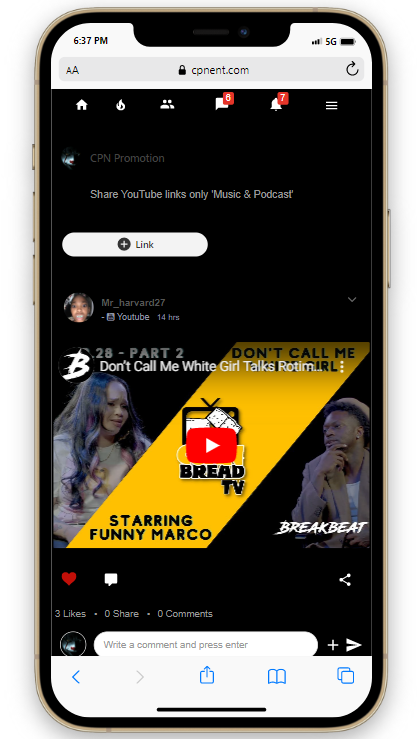 6:37 PM
5G
AA
cpnent.com
6
7
CPN Promotion
Share YouTube links only 'Music & Podcast'
Link
Mr_harvard27
- Youtube 14 hrs
.28 - PART 2
DON'T CALL ME
GIRL
B
Don't Call Me White Girl Talks Rotim...
BREAD
TV
STARRING
FUNNY MARCO
BREAKBEAT
3 Likes • 0 Share • 0 Comments
Write a comment and press enter